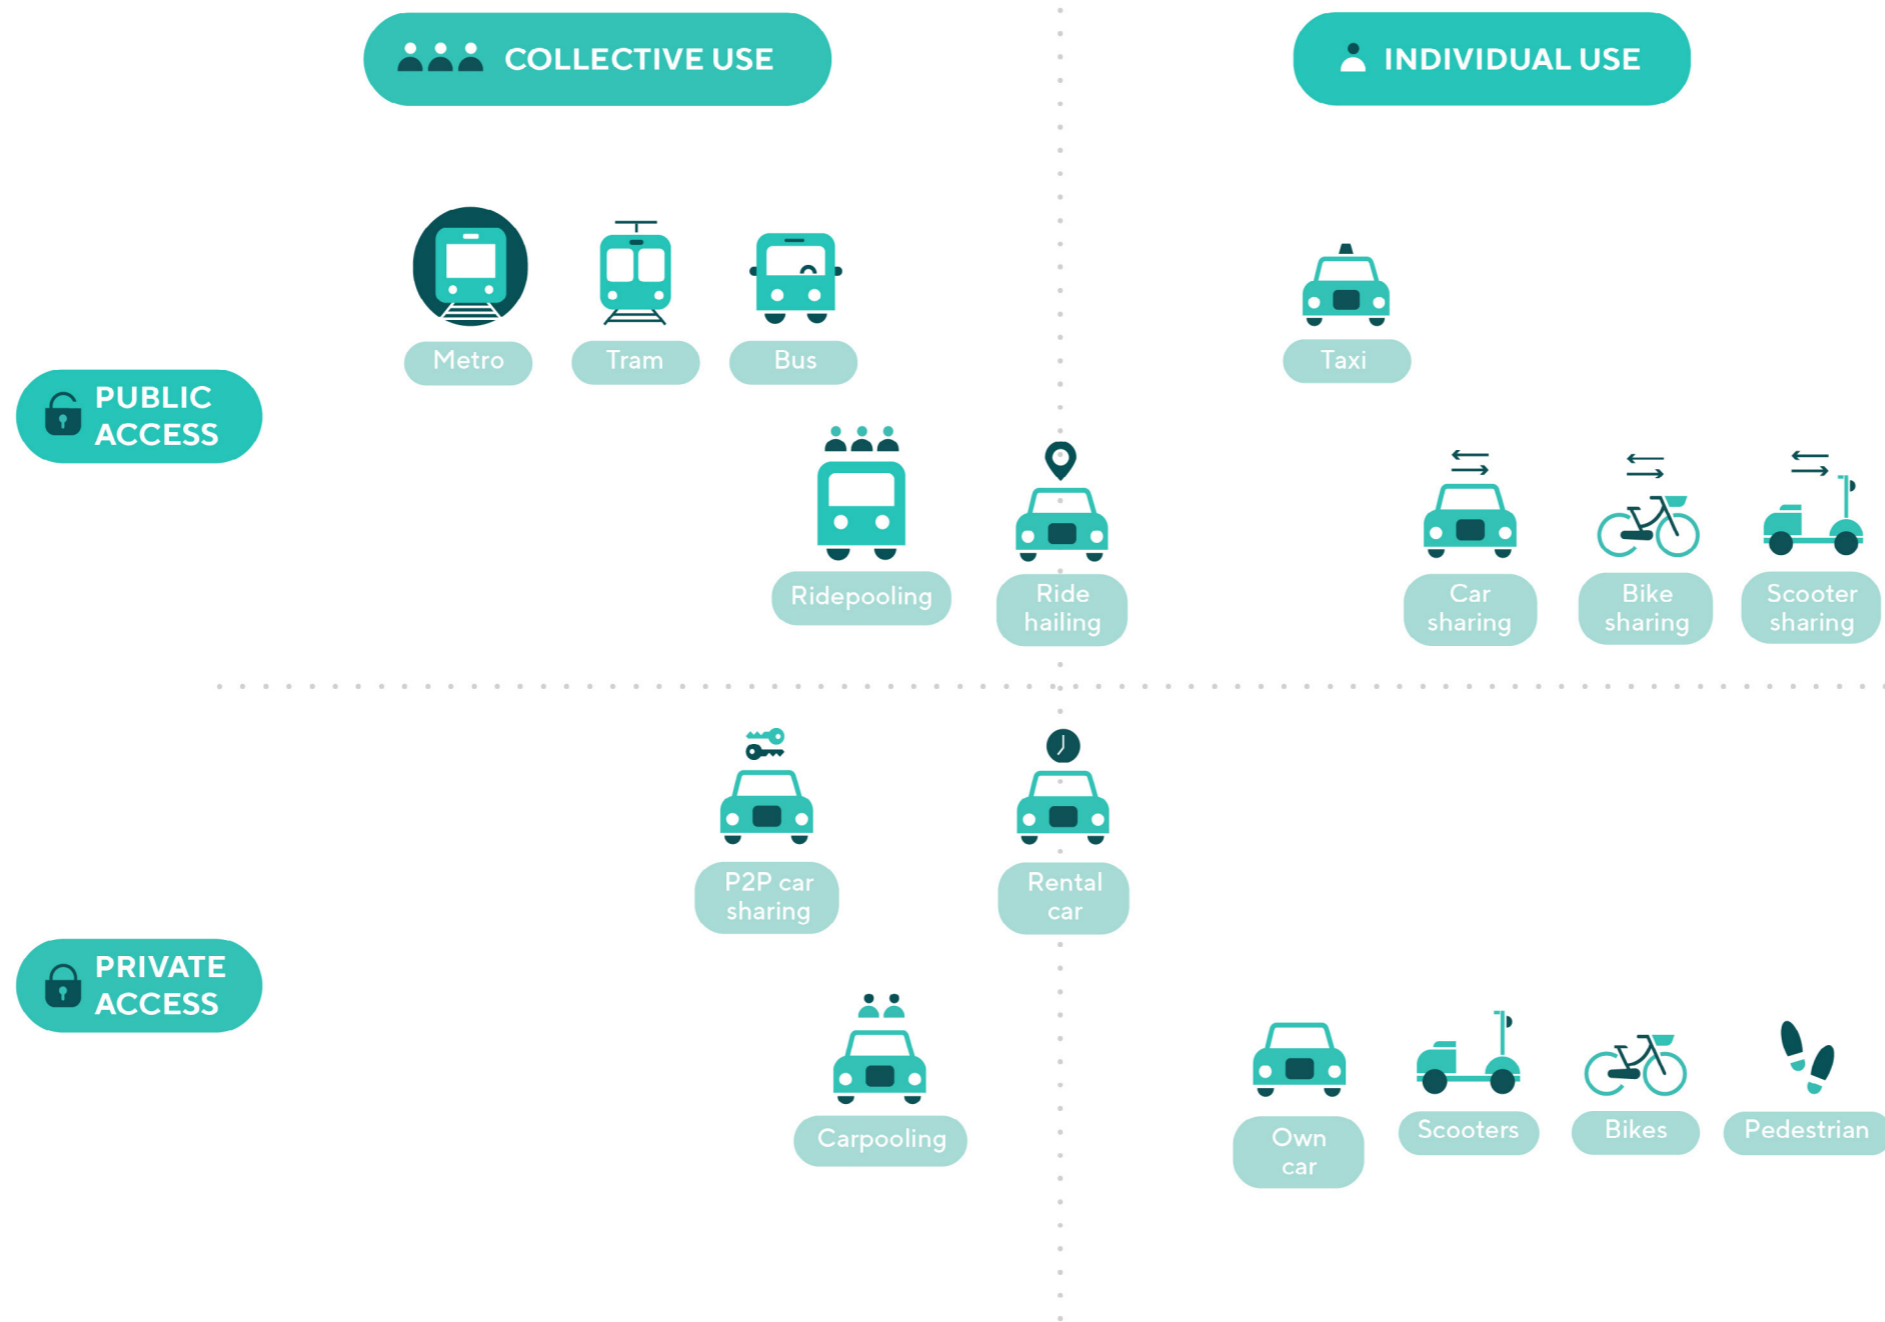 COLLECTIVE USE
INDIVIDUAL USE
Metro
Tram
Bus
Taxi
PUBLIC
ACCESS
Ridepooling
Ride
hailing
Car
sharing
Bike
sharing
Scooter
sharing
P2P car
sharing
Rental
car
PRIVATE
ACCESS
Carpooling
Own
car
Scooters
Bikes
Pedestrian